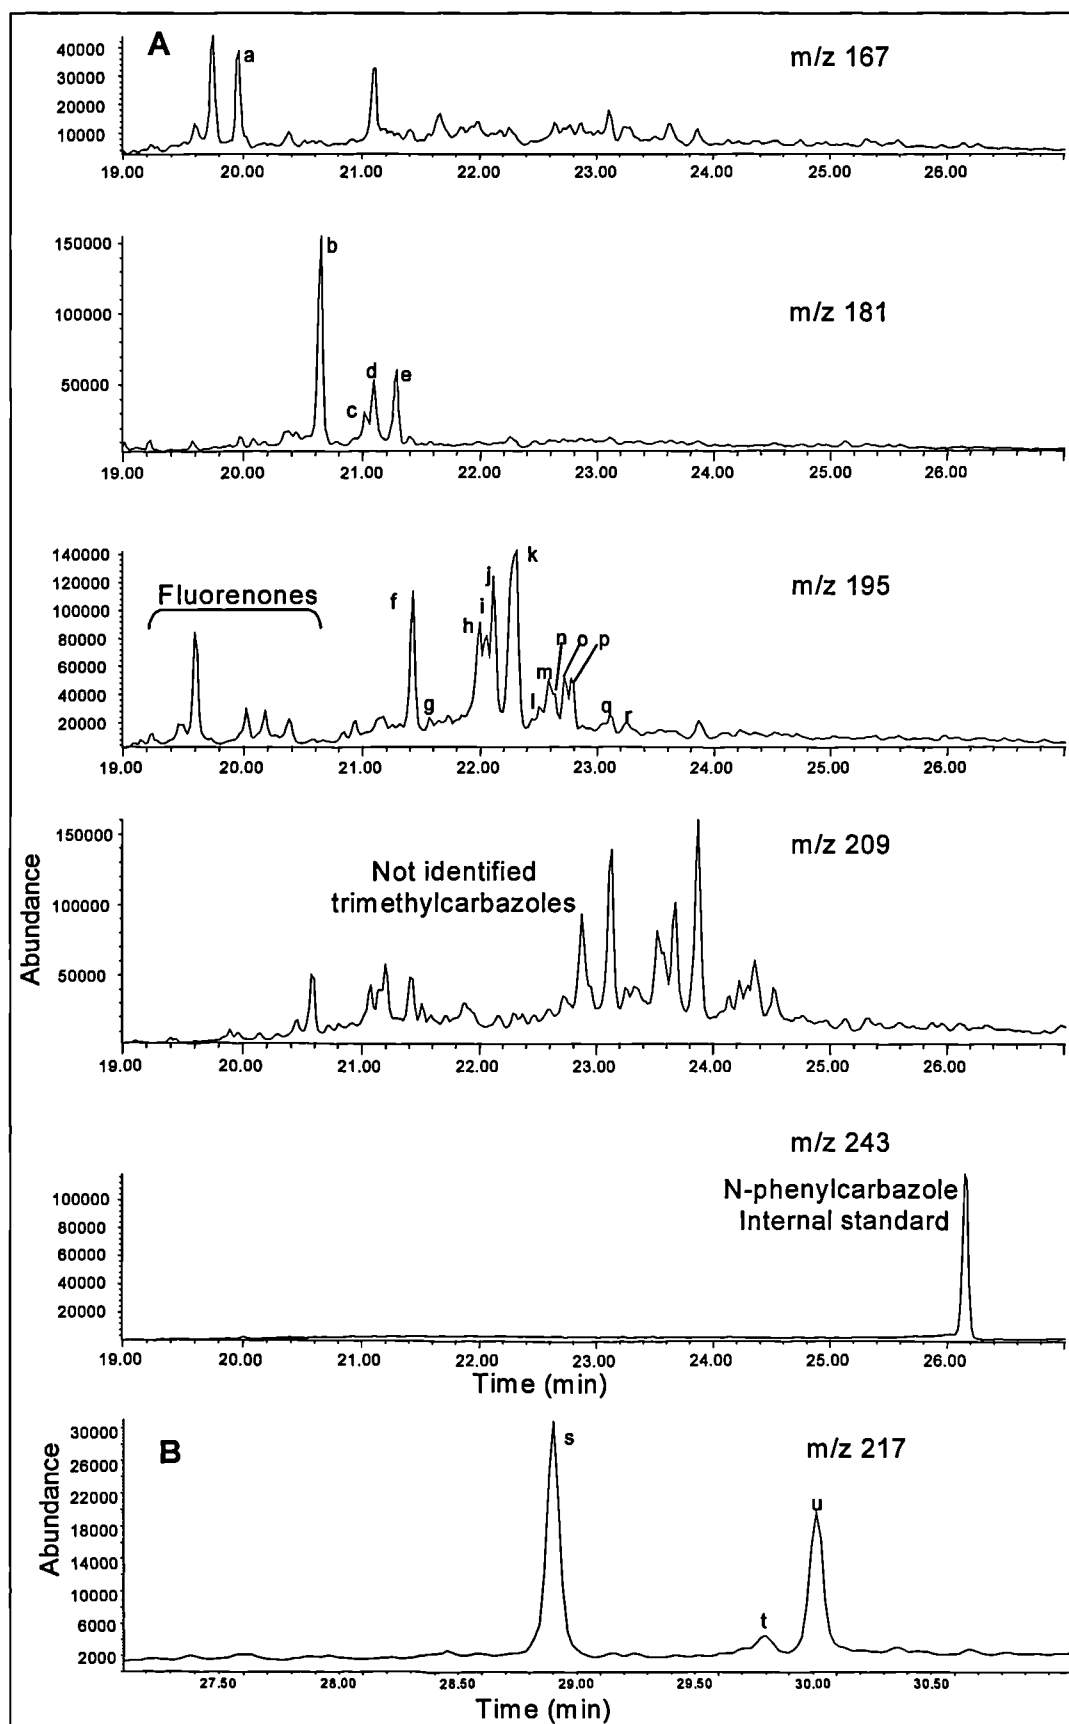 A
m/z 167
a
40000
30000
20000
10000
19.00 20.00 21.00 22.00 23.00 24.00 25.00 26.00
m/z 181
b
c d e
150000
100000
50000
19.00 20.00 21.00 22.00 23.00 24.00 25.00 26.00
m/z 195
Fluorenones
f g h i j k l m n o p q r
140000
120000
100000
80000
60000
40000
20000
19.00 20.00 21.00 22.00 23.00 24.00 25.00 26.00
m/z 209
Not identified
trimethylcarbazoles
Abundance
150000
100000
50000
19.00 20.00 21.00 22.00 23.00 24.00 25.00 26.00
m/z 243
N-phenylcarbazole
Internal standard
100000
80000
60000
40000
20000
19.00 20.00 21.00 22.00 23.00 24.00 25.00 26.00
Time (min)
B
m/z 217
s
t
u
Abundance
30000
26000
22000
18000
14000
10000
6000
2000
27.50 28.00 28.50 29.00 29.50 30.00 30.50
Time (min)